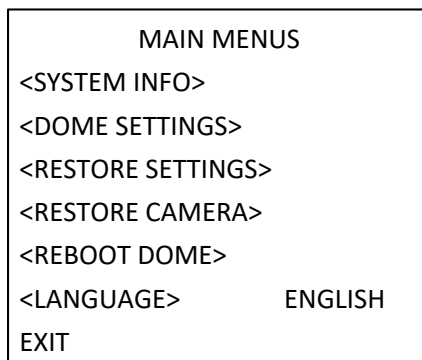 MAIN MENUS
<SYSTEM INFO>
<DOME SETTINGS>
<RESTORE SETTINGS>
<RESTORE CAMERA>
<REBOOT DOME>
<LANGUAGE> ENGLISH
EXIT